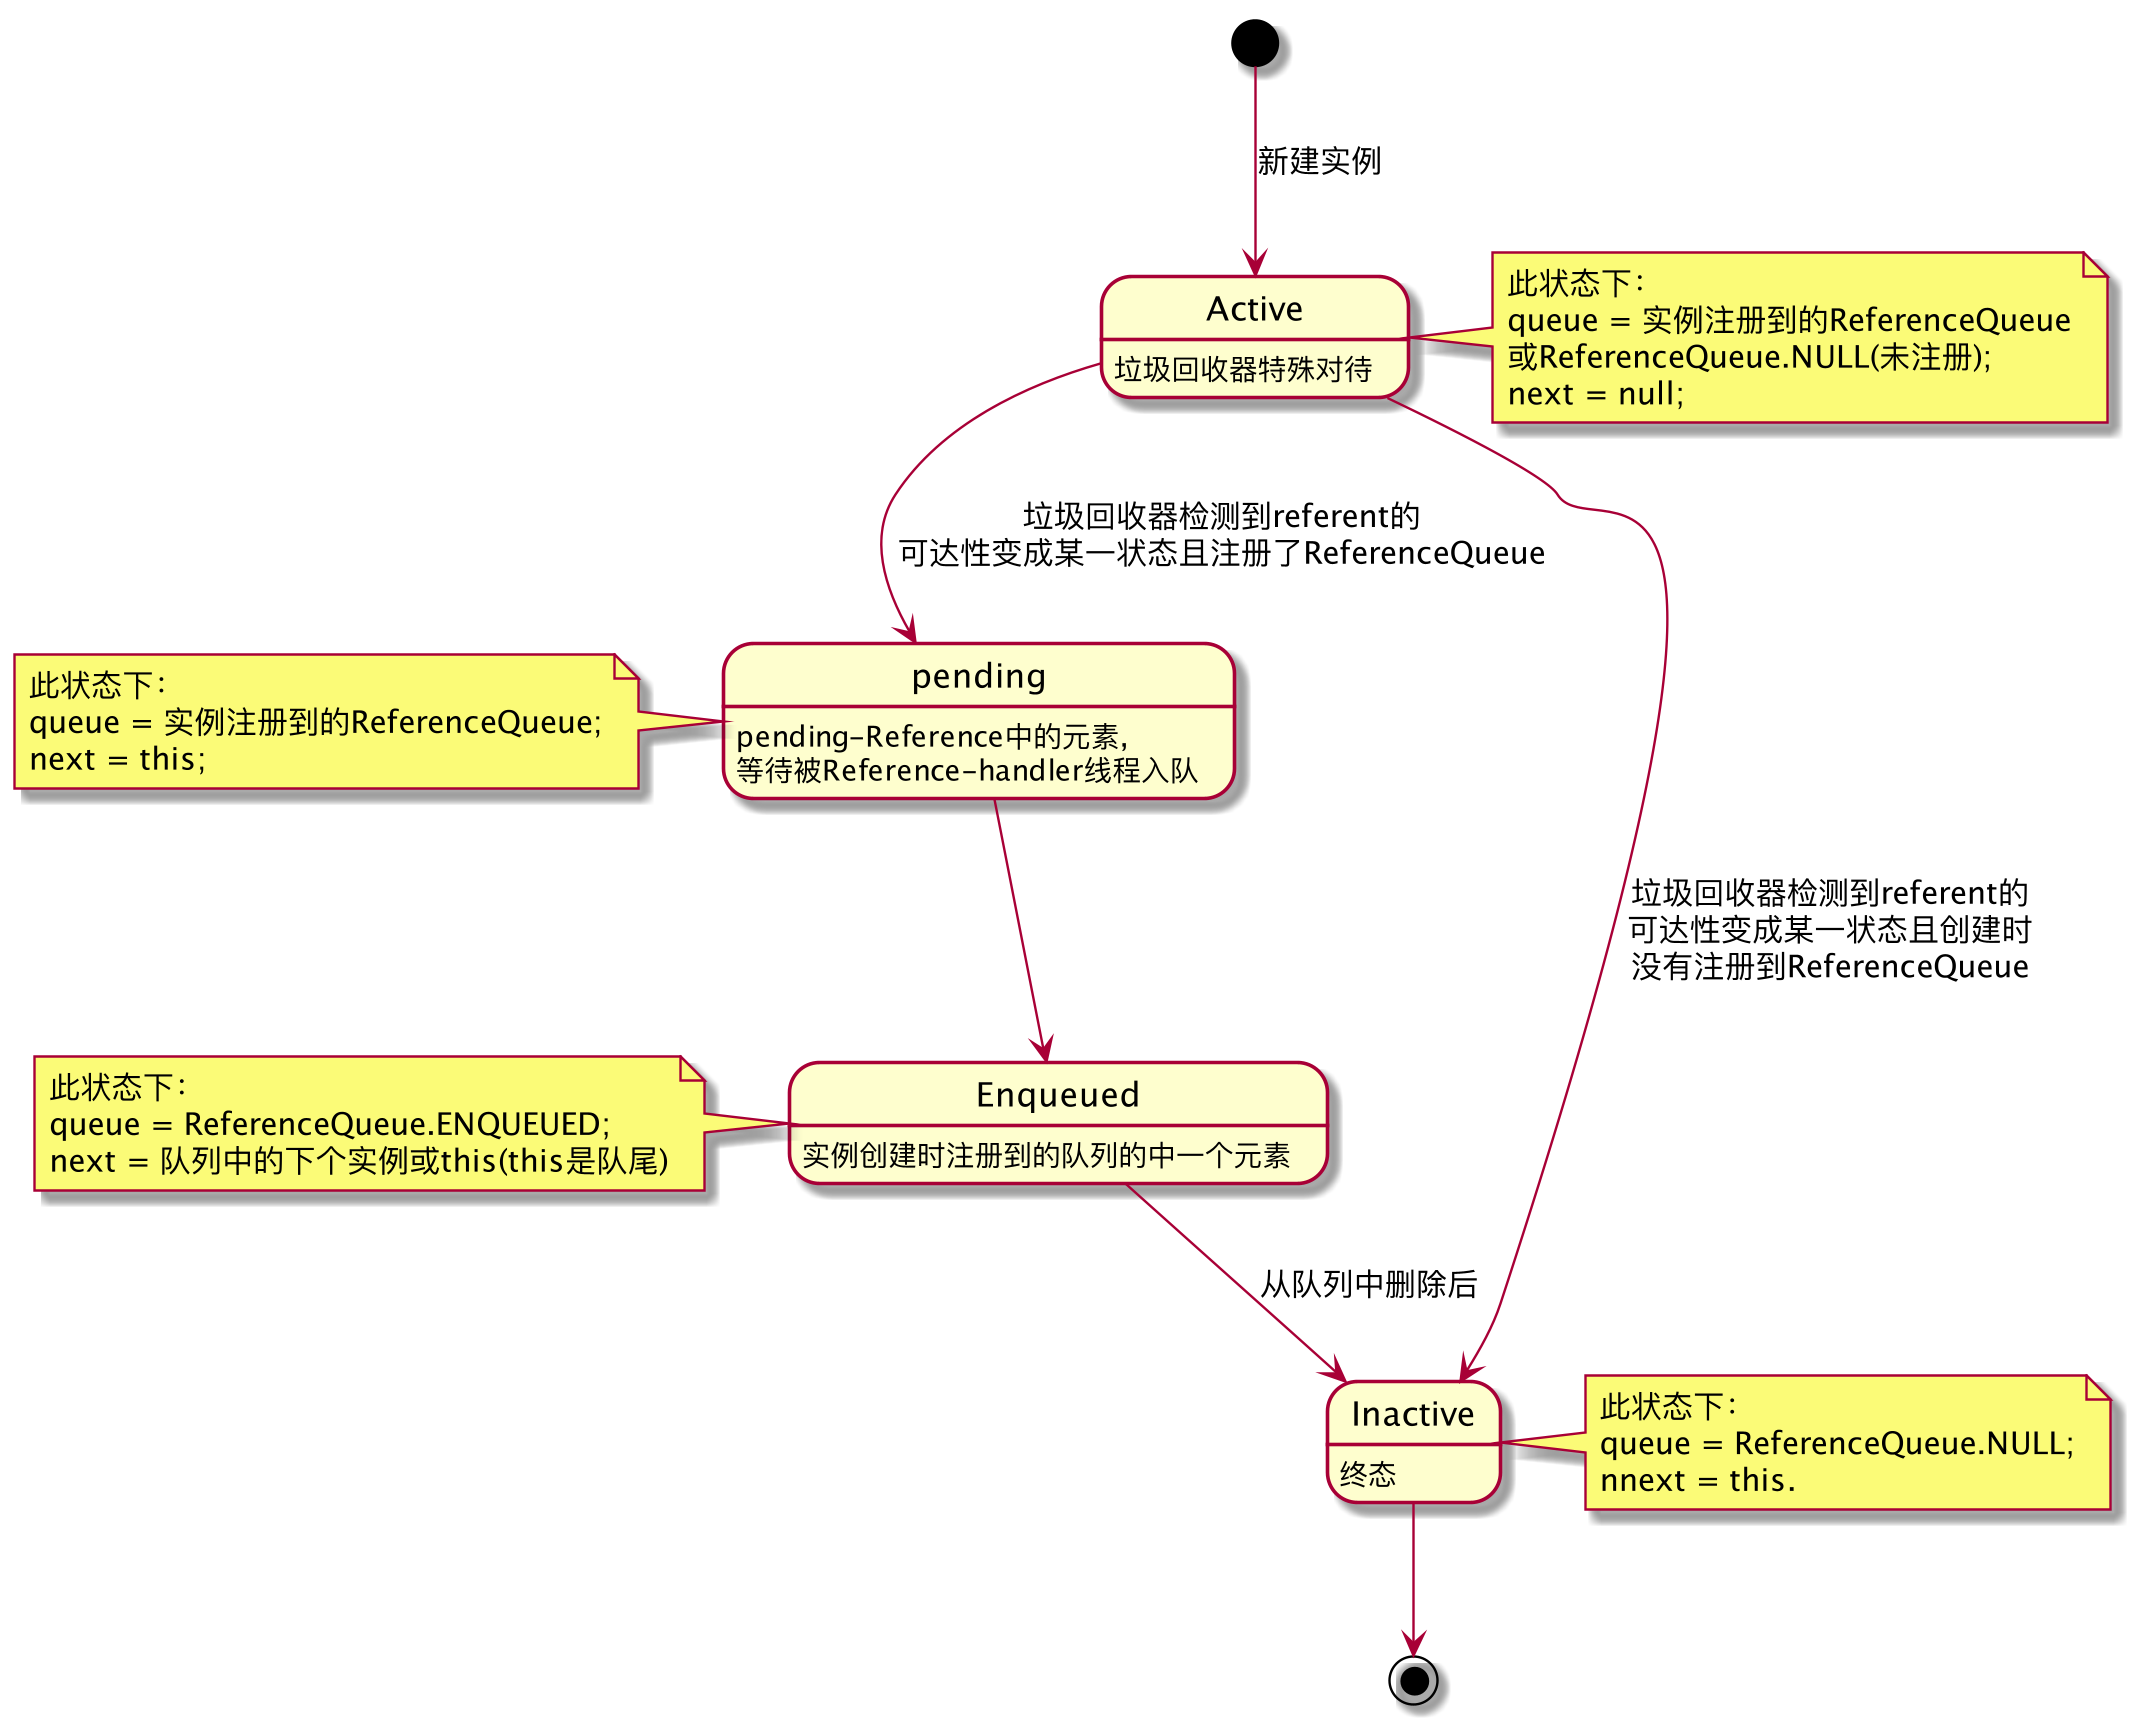 新建实例
Active
垃圾回收器特殊对待
此状态下：
queue = 实例注册到的ReferenceQueue
或ReferenceQueue.NULL(未注册);
next = null;
垃圾回收器检测到referent的
可达性变成某一状态且注册了ReferenceQueue
pending
pending-Reference中的元素，
等待被Reference-handler线程入队
此状态下：
queue = 实例注册到的ReferenceQueue;
next = this;
垃圾回收器检测到referent的
可达性变成某一状态且创建时
没有注册到ReferenceQueue
Enqueued
实例创建时注册到的队列的中一个元素
此状态下：
queue = ReferenceQueue.ENQUEUED;
next = 队列中的下个实例或this(this是队尾)
从队列中删除后
Inactive
终态
此状态下：
queue = ReferenceQueue.NULL;
nnext = this.